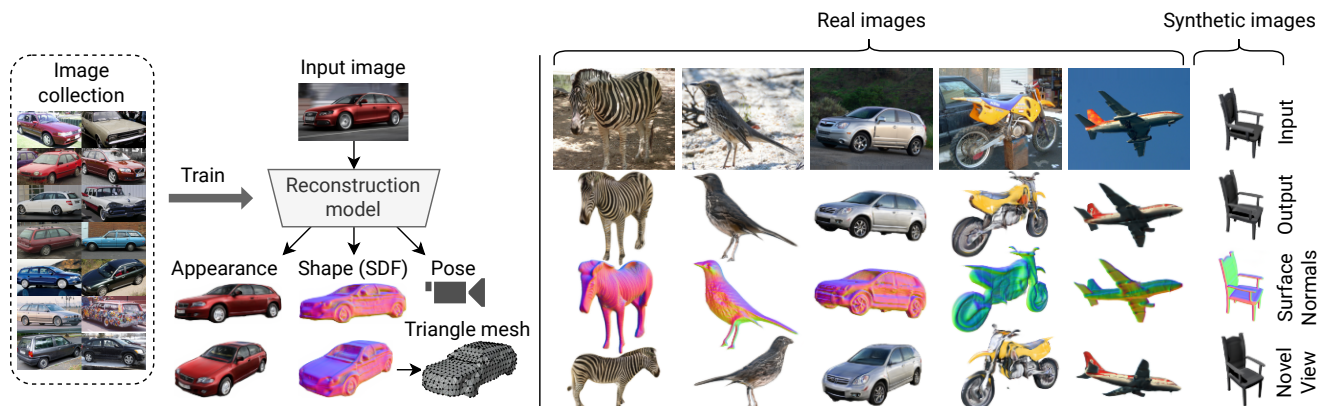 Image
collection
Train
Input image
Reconstruction
model
Appearance
Shape (SDF)
Pose
Triangle mesh
Real images
Synthetic images
Input
Output
Surface
Normals
Novel
View